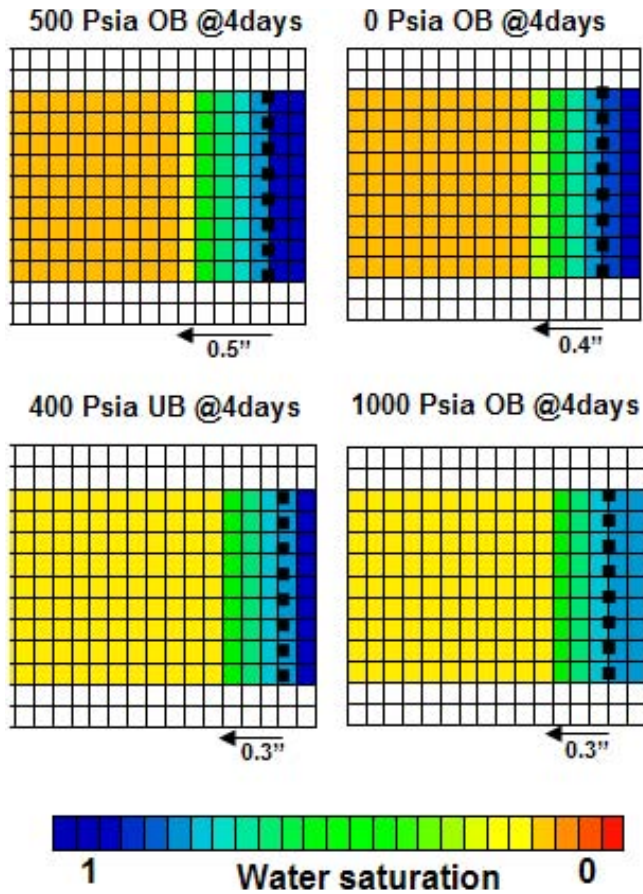 500 Psia OB @4days
0 Psia OB @4days
0.5”
0.4”
400 Psia UB @4days
1000 Psia OB @4days
0.3”
0.3”
1 Water saturation 0